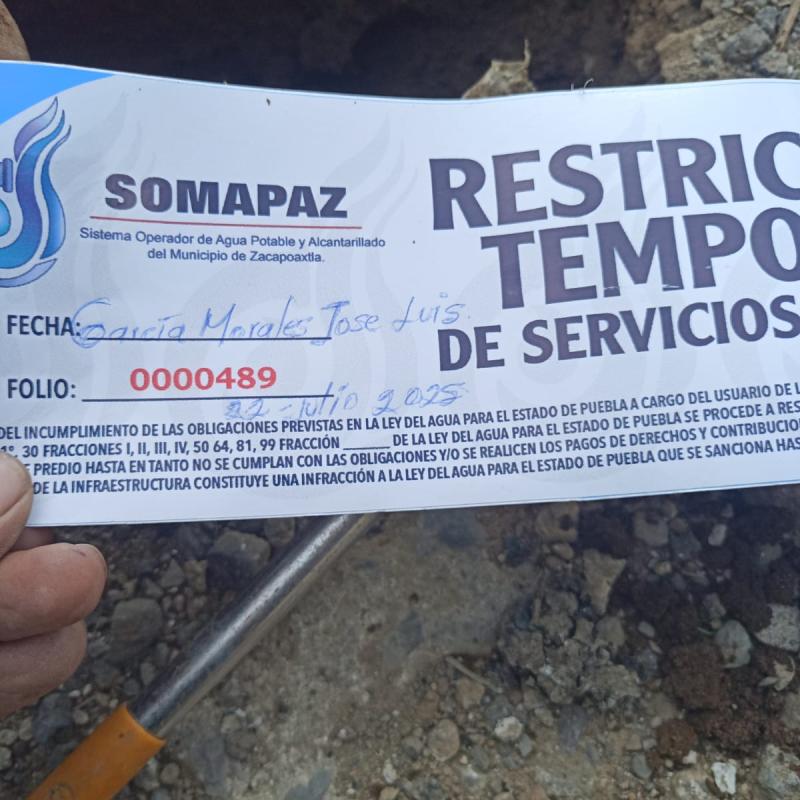 SOMAPAZ
Sistema Operador de Agua Potable y Alcantarillado
del Municipio de Zacapoaxtla.
FECHA: García Morales Jose Luis.
FOLIO: 0000489
22-Julio 2025
RESTRIC
TEMPO
DE SERVICIOS
DEL INCUMPLIMIENTO DE LAS OBLIGACIONES PREVISTAS EN LA LEY DEL AGUA PARA EL ESTADO DE PUEBLA A CARGO DEL USUARIO DE L
1°, 30 FRACCIONES I, II, III, IV, 50 64, 81, 99 FRACCIÓN ______ DE LA LEY DEL AGUA PARA EL ESTADO DE PUEBLA SE PROCEDE A RES
PREDIO HASTA EN TANTO NO SE CUMPLAN CON LAS OBLIGACIONES Y/O SE REALICEN LOS PAGOS DE DERECHOS Y CONTRIBUCIO
DE LA INFRAESTRUCTURA CONSTITUYE UNA INFRACCIÓN A LA LEY DEL AGUA PARA EL ESTADO DE PUEBLA QUE SE SANCIONA HAS